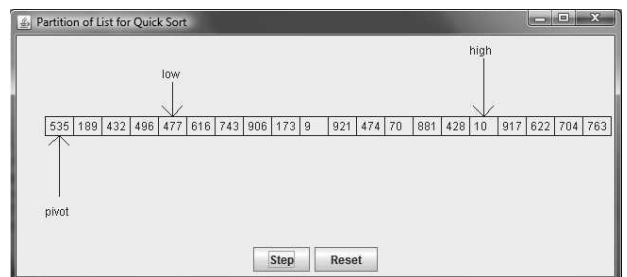 Partition of List for Quick Sort
high
low
535 189 432 496 477 616 743 906 173 9 921 474 70 881 428 10 917 622 704 763
pivot
Step Reset